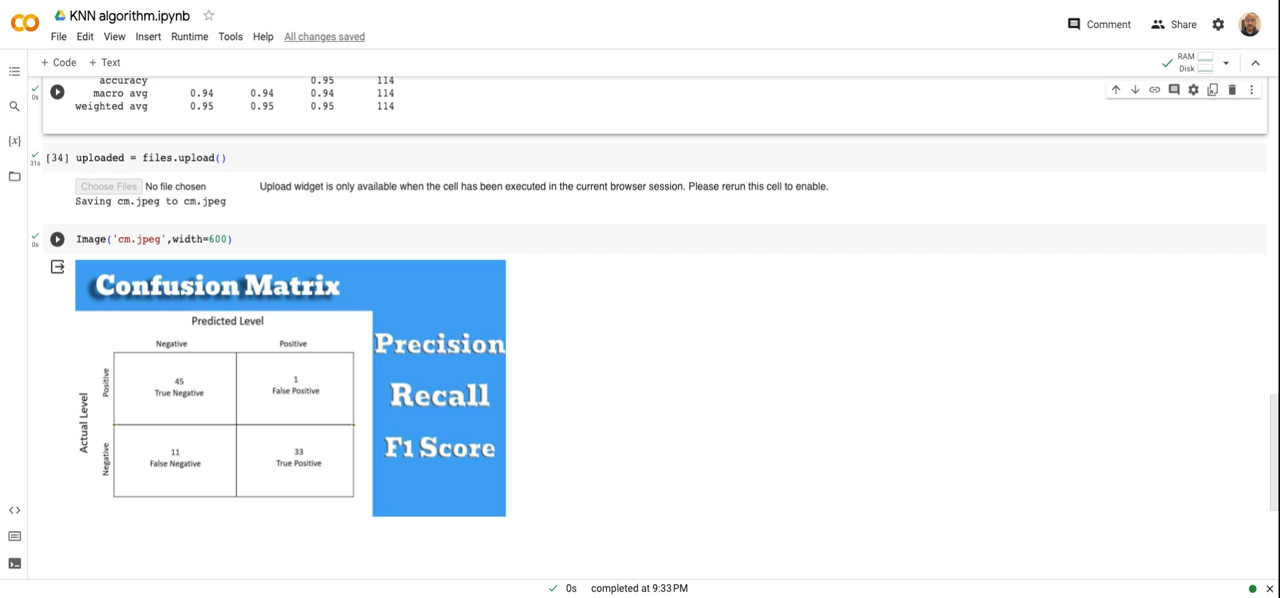 KNN algorithm.ipynb
Comment Share
File Edit View Insert Runtime Tools Help All changes saved
+ Code + Text
RAM
Disk
accuracy 0.95 114
0s
macro avg 0.94 0.94 0.94 114
weighted avg 0.95 0.95 0.95 114
[34] uploaded = files.upload()
31s
Choose Files No file chosen Upload widget is only available when the cell has been executed in the current browser session. Please rerun this cell to enable.
Saving cm.jpeg to cm.jpeg
Image('cm.jpeg',width=600)
0s
Confusion Matrix
Predicted Level
Negative Positive
Actual Level
Positive
45
True Negative
1
False Positive
Negative
11
False Negative
33
True Positive
Precision
Recall
F1 Score
0s completed at 9:33 PM